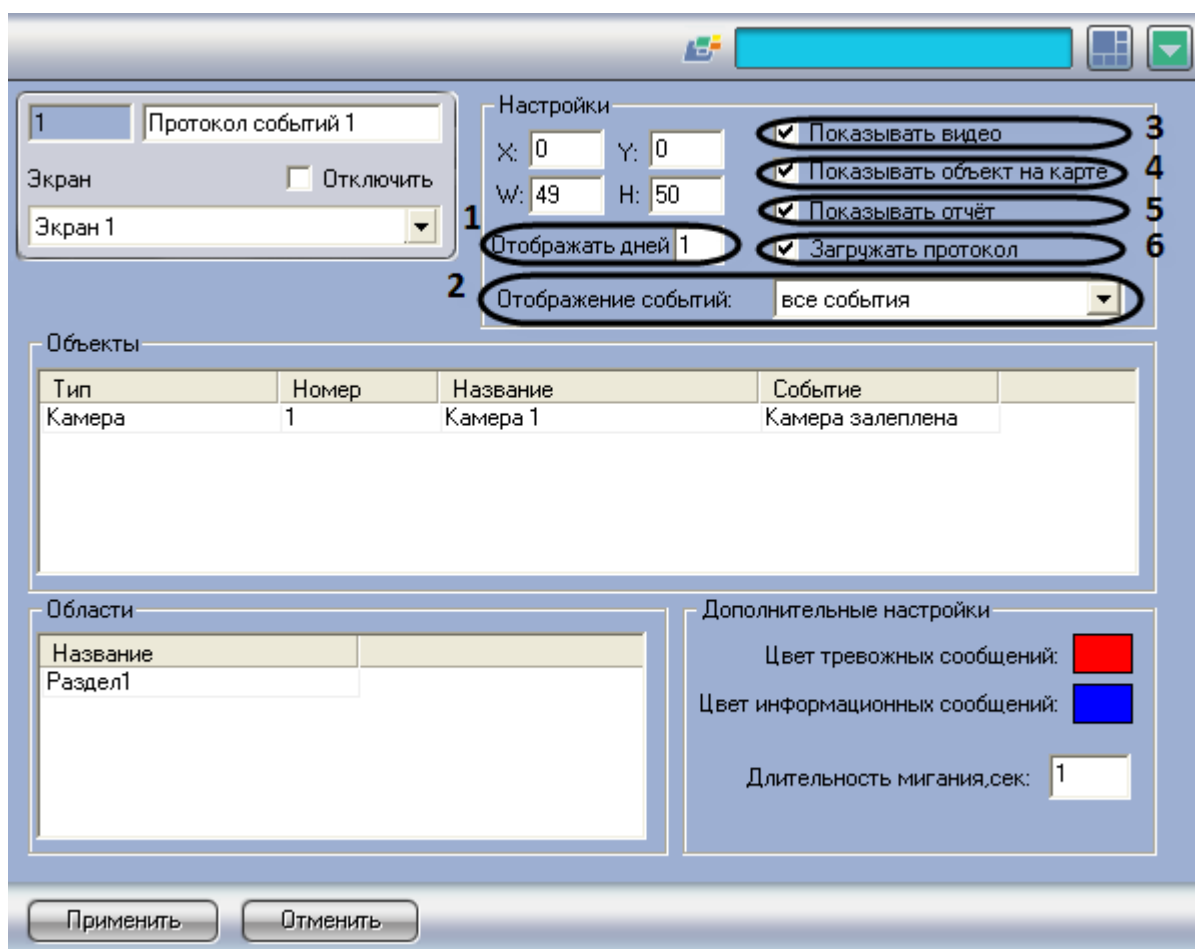 1 Протокол событий 1
Экран Отключить
Экран 1
Настройки
X: 0 Y: 0
W: 49 H: 50
1 Отображать дней 1
Показывать видео 3
Показывать объект на карте 4
Показывать отчёт 5
Загружать протокол 6
2 Отображение событий: все события
Объекты
Тип Номер Название Событие
Камера 1 Камера 1 Камера залеплена
Области
Название
Раздел1
Дополнительные настройки
Цвет тревожных сообщений:
Цвет информационных сообщений:
Длительность мигания,сек: 1
Применить Отменить